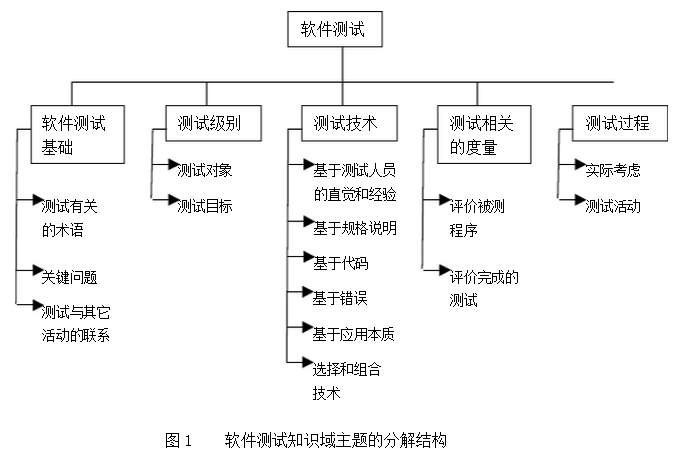 软件测试
软件测试
基础
测试有关
的术语
关键问题
测试与其它
活动的联系
测试级别
测试对象
测试目标
测试技术
基于测试人员
的直觉和经验
基于规格说明
基于代码
基于错误
基于应用本质
选择和组合
技术
测试相关
的度量
评价被测
程序
评价完成的
测试
测试过程
实际考虑
测试活动
图 1 软件测试知识域主题的分解结构